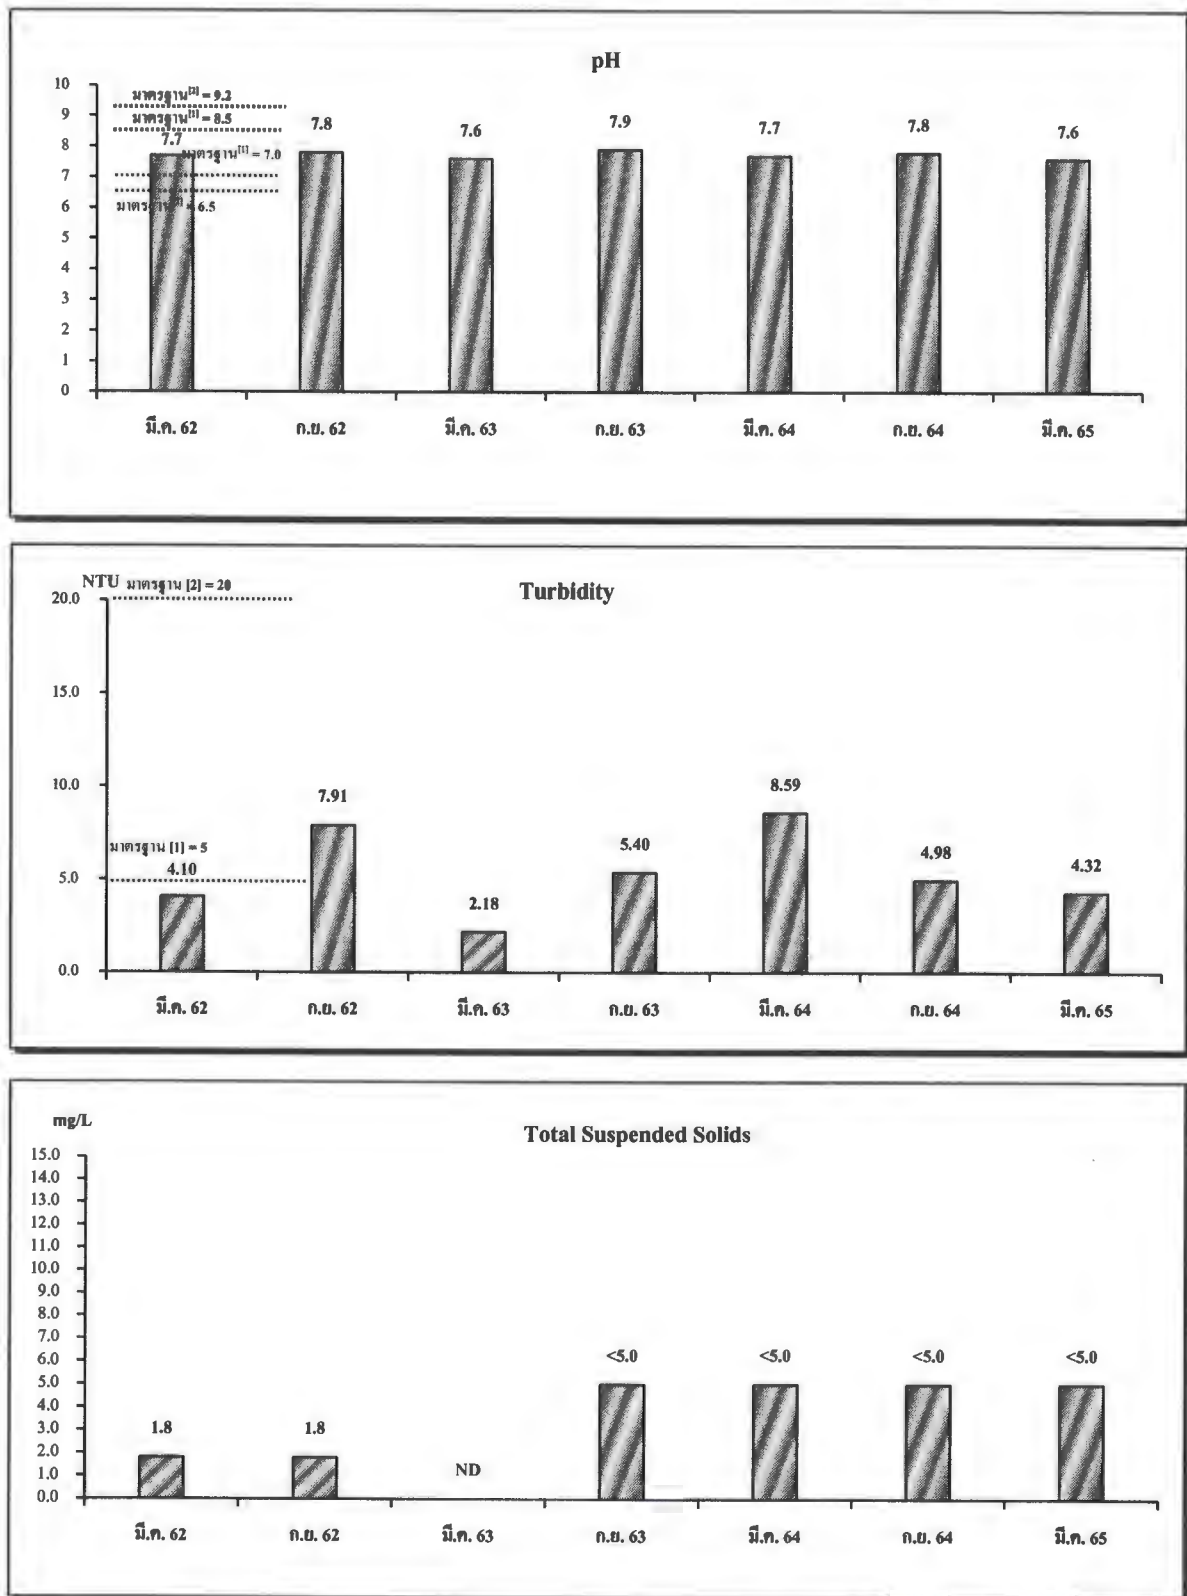 pH
10
มาตรฐาน[2] = 9.2
9
มาตรฐาน[1] = 8.5
8
7.7
7.8
7.6
7.9
7.7
7.8
7.6
มาตรฐาน[1] = 7.0
7
6
มาตรฐาน[2] = 6.5
5
4
3
2
1
0
มี.ค. 62
ก.ย. 62
มี.ค. 63
ก.ย. 63
มี.ค. 64
ก.ย. 64
มี.ค. 65
NTU มาตรฐาน [2] = 20
Turbidity
20.0
15.0
10.0
มาตรฐาน [1] = 5
5.0
0.0
4.10
7.91
2.18
5.40
8.59
4.98
4.32
มี.ค. 62
ก.ย. 62
มี.ค. 63
ก.ย. 63
มี.ค. 64
ก.ย. 64
มี.ค. 65
mg/L
Total Suspended Solids
15.0
14.0
13.0
12.0
11.0
10.0
9.0
8.0
7.0
6.0
5.0
4.0
3.0
2.0
1.0
0.0
1.8
1.8
ND
<5.0
<5.0
<5.0
<5.0
มี.ค. 62
ก.ย. 62
มี.ค. 63
ก.ย. 63
มี.ค. 64
ก.ย. 64
มี.ค. 65